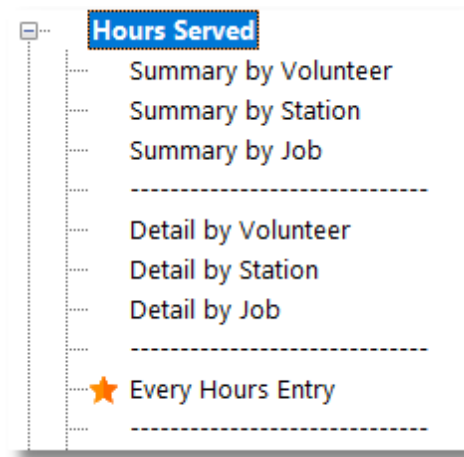 Hours Served
Summary by Volunteer
Summary by Station
Summary by Job
------------------------------
Detail by Volunteer
Detail by Station
Detail by Job
------------------------------
Every Hours Entry
------------------------------